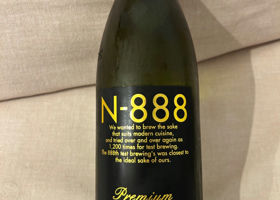 N-888
We wanted to brew the sake
that suits modern cuisine,
and tried over and over again as
1,200 times for test brewing.
The 888th test brewing's was closest to
the ideal sake of ours.
Premium